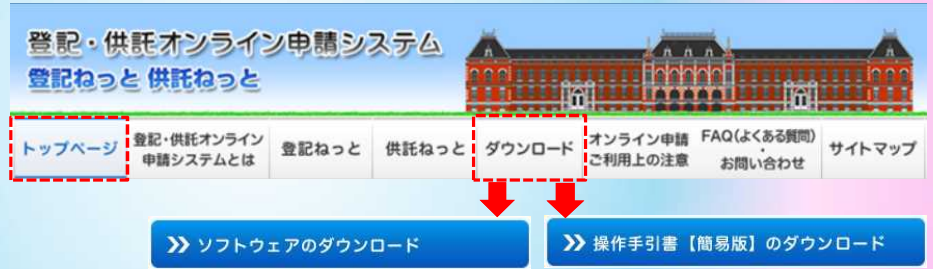 登記・供託オンライン申請システム
登記ねっと 供託ねっと
トップページ
登記・供託オンライン
申請システムとは
登記ねっと
供託ねっと
ダウンロード
オンライン申請
ご利用上の注意
FAQ(よくある質問)
・
お問い合わせ
サイトマップ
≫ ソフトウェアのダウンロード
≫ 操作手引書【簡易版】のダウンロード